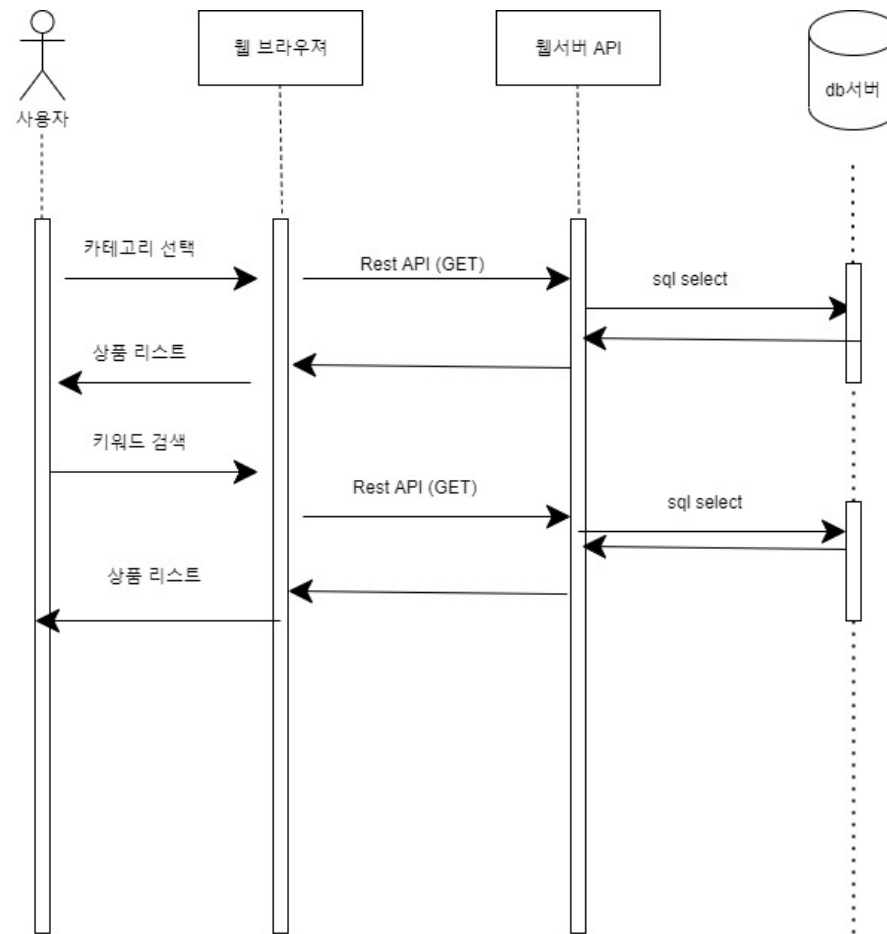 웹 브라우져
웹서버 API
db서버
사용자
카테고리 선택
Rest API (GET)
sql select
상품 리스트
키워드 검색
Rest API (GET)
sql select
상품 리스트